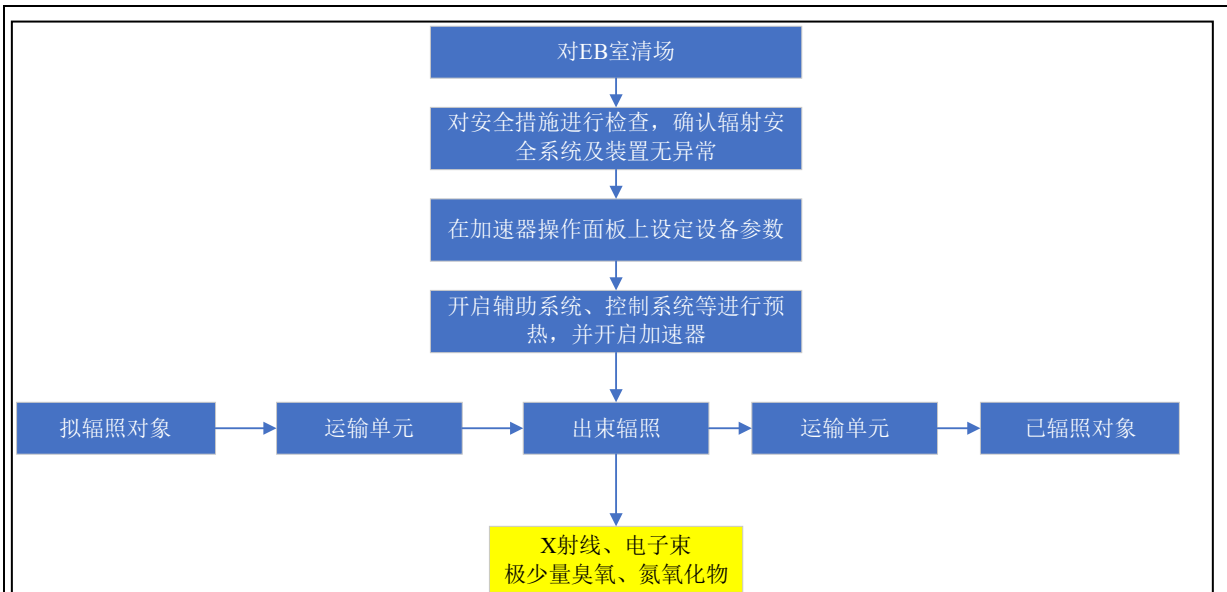 对EB室清场
对安全措施进行检查，确认辐射安
全系统及装置无异常
在加速器操作面板上设定设备参数
开启辅助系统、控制系统等进行预
热，并开启加速器
拟辐照对象
运输单元
出束辐照
运输单元
已辐照对象
X射线、电子束
极少量臭氧、氮氧化物